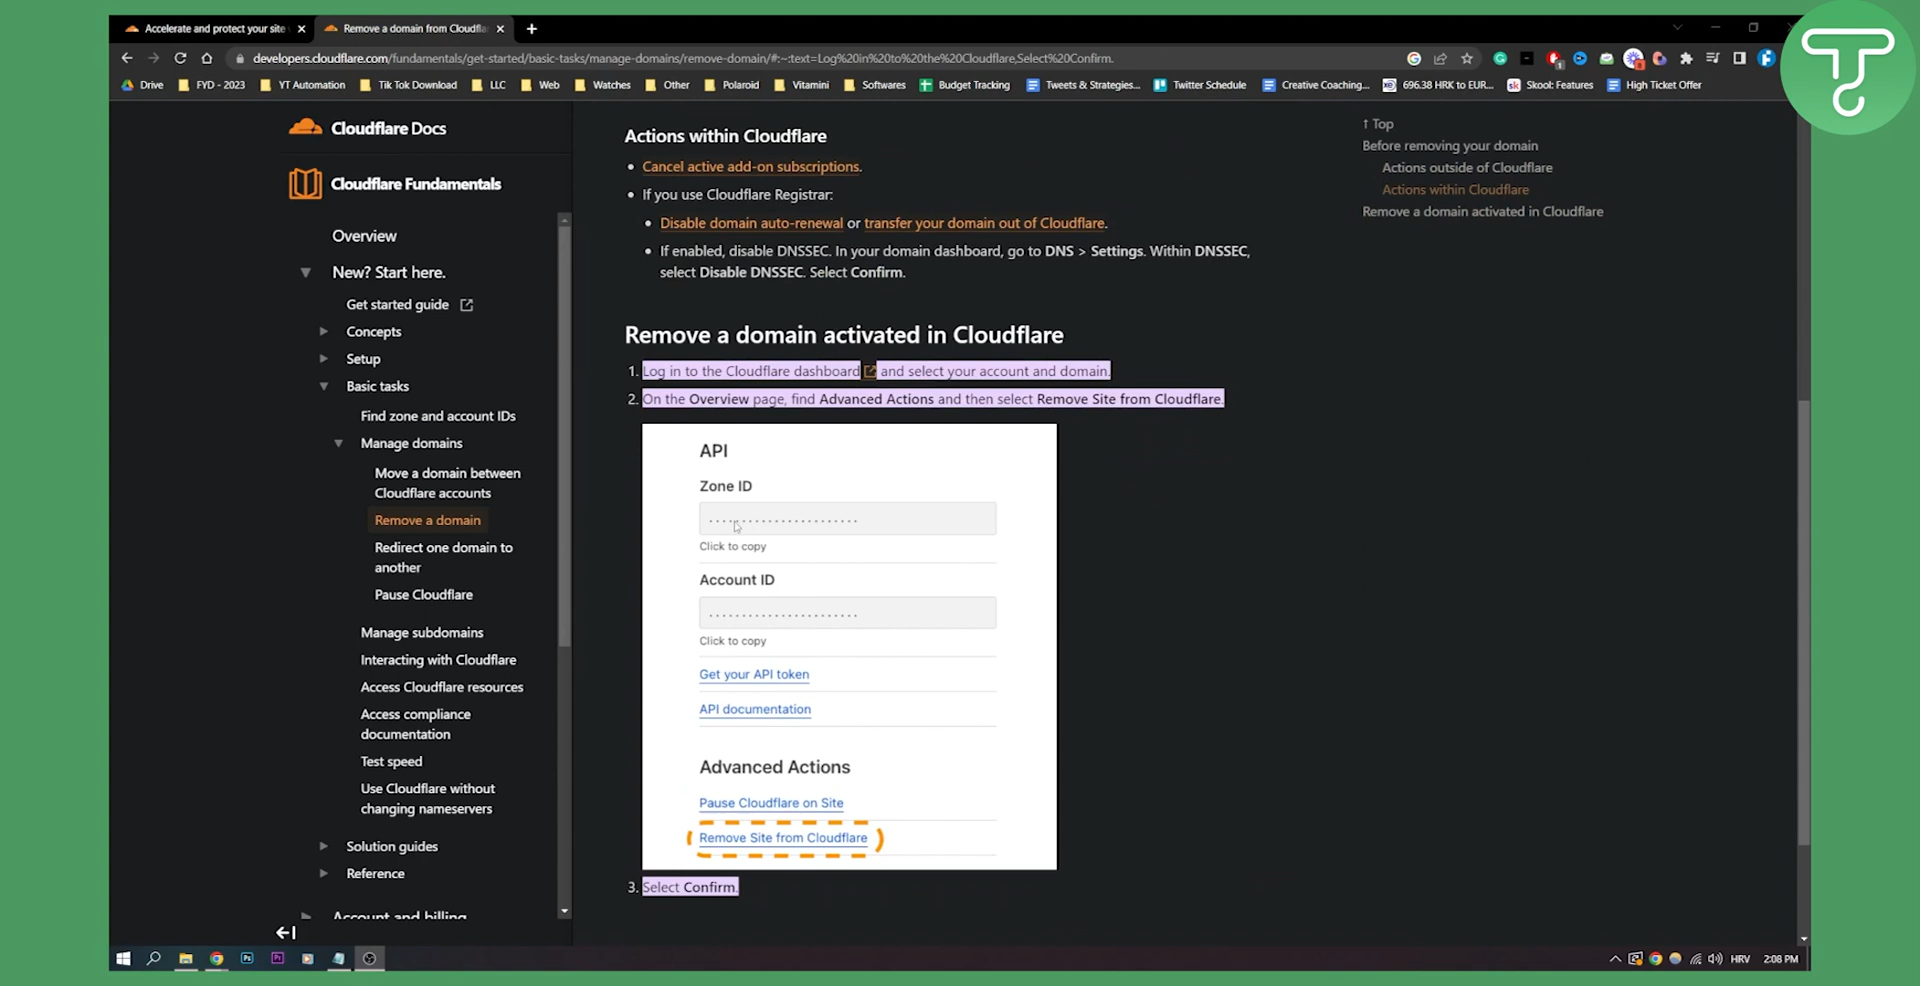 Accelerate and protect your site
Remove a domain from Cloudfla
developers.cloudflare.com/fundamentals/get-started/basic-tasks/manage-domains/remove-domain/#:~:text=Log%20in%20to%20the%20Cloudflare,Select%20Confirm.
Drive
FYD - 2023
YT Automation
Tik Tok Download
LLC
Web
Watches
Other
Polaroid
Vitamini
Softwares
Budget Tracking
Tweets & Strategies...
Twitter Schedule
Creative Coaching...
696.38 HRK to EUR...
Skool: Features
High Ticket Offer
Cloudflare Docs
Cloudflare Fundamentals
Overview
New? Start here.
Get started guide
Concepts
Setup
Basic tasks
Find zone and account IDs
Manage domains
Move a domain between
Cloudflare accounts
Remove a domain
Redirect one domain to
another
Pause Cloudflare
Manage subdomains
Interacting with Cloudflare
Access Cloudflare resources
Access compliance
documentation
Test speed
Use Cloudflare without
changing nameservers
Solution guides
Reference
Account and billing
Actions within Cloudflare
• Cancel active add-on subscriptions.
• If you use Cloudflare Registrar:
• Disable domain auto-renewal or transfer your domain out of Cloudflare.
• If enabled, disable DNSSEC. In your domain dashboard, go to DNS > Settings. Within DNSSEC,
select Disable DNSSEC. Select Confirm.
Remove a domain activated in Cloudflare
1. Log in to the Cloudflare dashboard and select your account and domain.
2. On the Overview page, find Advanced Actions and then select Remove Site from Cloudflare.
API
Zone ID
Click to copy
Account ID
Click to copy
Get your API token
API documentation
Advanced Actions
Pause Cloudflare on Site
Remove Site from Cloudflare
3. Select Confirm.
↑ Top
Before removing your domain
Actions outside of Cloudflare
Actions within Cloudflare
Remove a domain activated in Cloudflare
HRV
2:08 PM